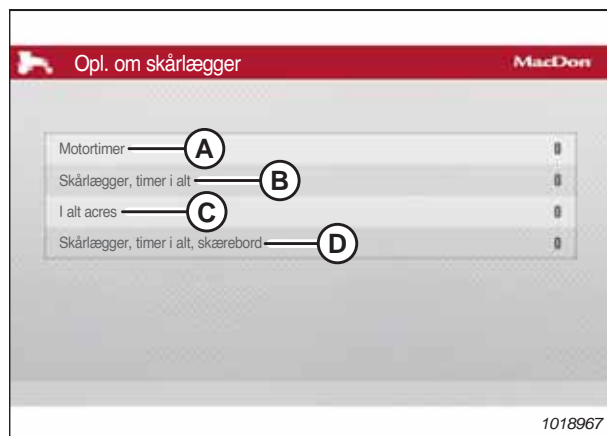 Opl. om skårlægger MacDon
Motortimer A 0
Skårlægger, timer i alt B 0
I alt acres C 0
Skårlægger, timer i alt, skærebord D 0
1018967